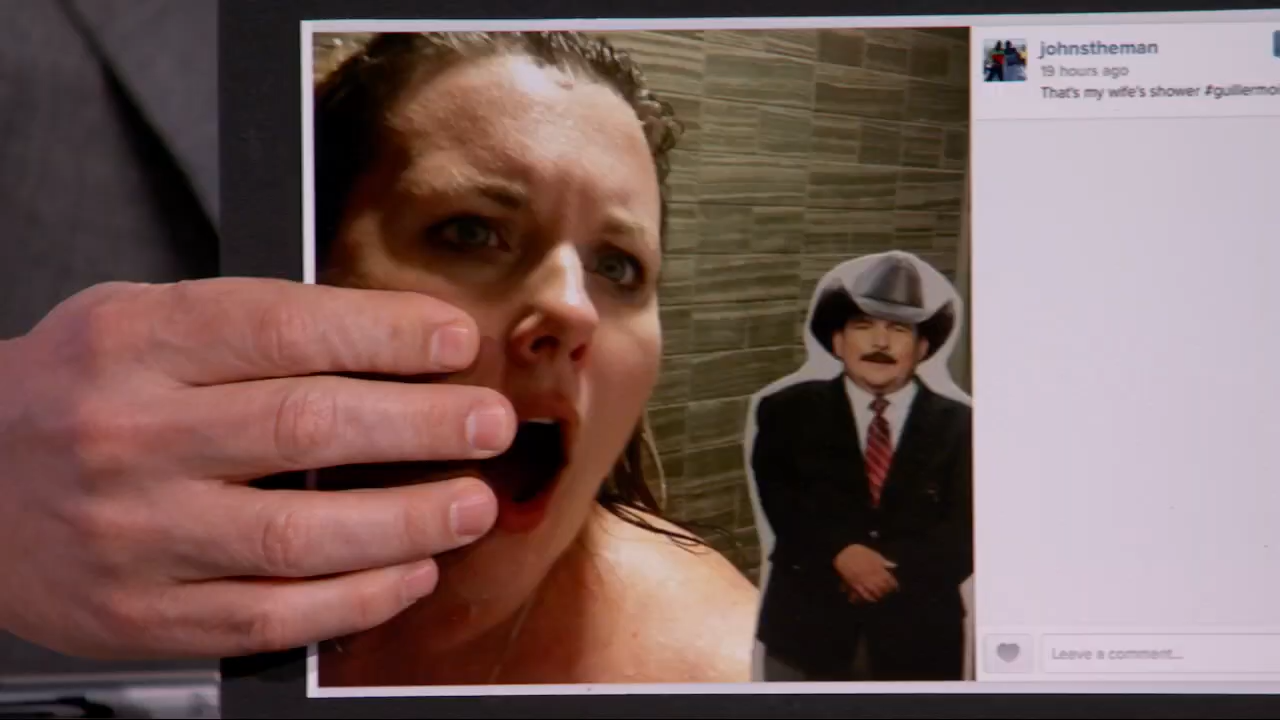 johnstheman
19 hours ago
That's my wife's shower
Leave a comment...